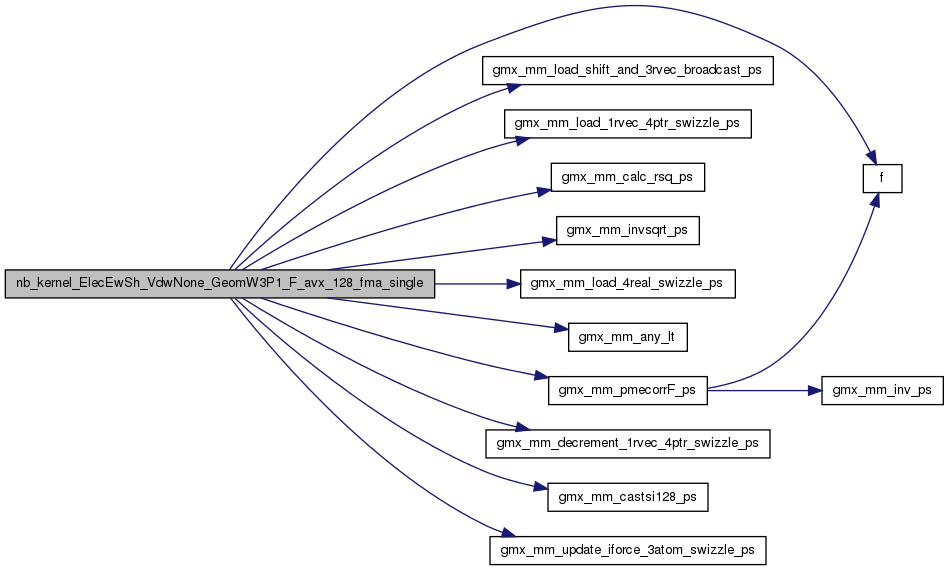 nb_kernel_ElecEwSh_VdwNone_GeomW3P1_F_avx_128_fma_single
gmx_mm_load_shift_and_3rvec_broadcast_ps
gmx_mm_load_1rvec_4ptr_swizzle_ps
gmx_mm_calc_rsq_ps
gmx_mm_invsqrt_ps
gmx_mm_load_4real_swizzle_ps
gmx_mm_any_lt
gmx_mm_pmecorrF_ps
gmx_mm_decrement_1rvec_4ptr_swizzle_ps
gmx_mm_castsi128_ps
gmx_mm_update_iforce_3atom_swizzle_ps
f
gmx_mm_inv_ps